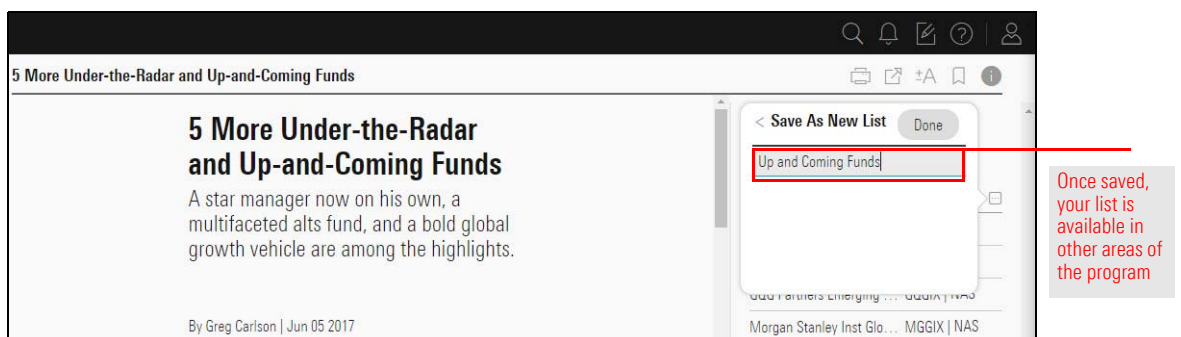 5 More Under-the-Radar and Up-and-Coming Funds
±A
5 More Under-the-Radar
and Up-and-Coming Funds
A star manager now on his own, a
multifaceted alts fund, and a bold global
growth vehicle are among the highlights.
By Greg Carlson | Jun 05 2017
< Save As New List
Done
Up and Coming Funds
Partners Emerging ...
Morgan Stanley Inst Glo... MGGIX | NAS
Once saved,
your list is
available in
other areas of
the program